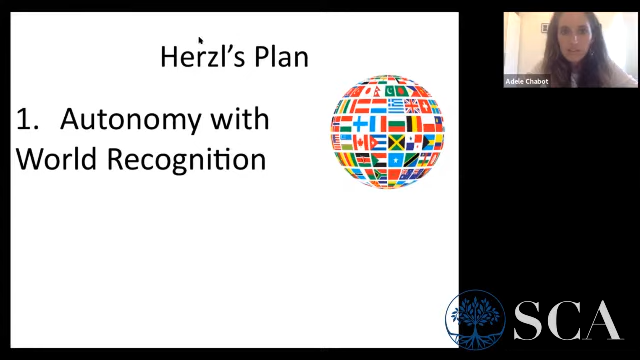 Herzl's Plan
1. Autonomy with
World Recognition
Adele Chabot
SCA